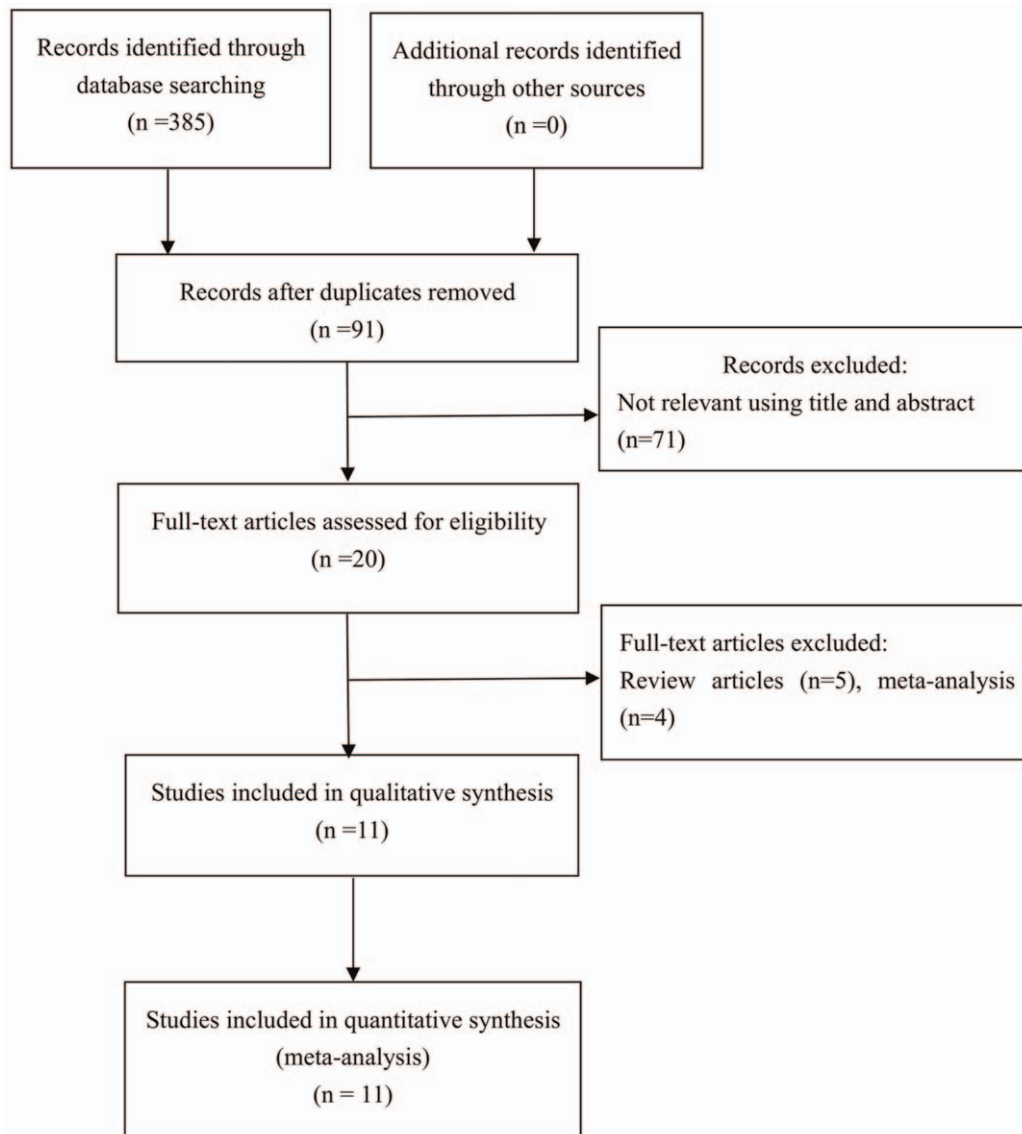 Records identified through
database searching
(n =385)
Additional records identified
through other sources
(n =0)
Records after duplicates removed
(n =91)
Records excluded:
Not relevant using title and abstract
(n=71)
Full-text articles assessed for eligibility
(n =20)
Full-text articles excluded:
Review articles (n=5), meta-analysis
(n=4)
Studies included in qualitative synthesis
(n =11)
Studies included in quantitative synthesis
(meta-analysis)
(n = 11)